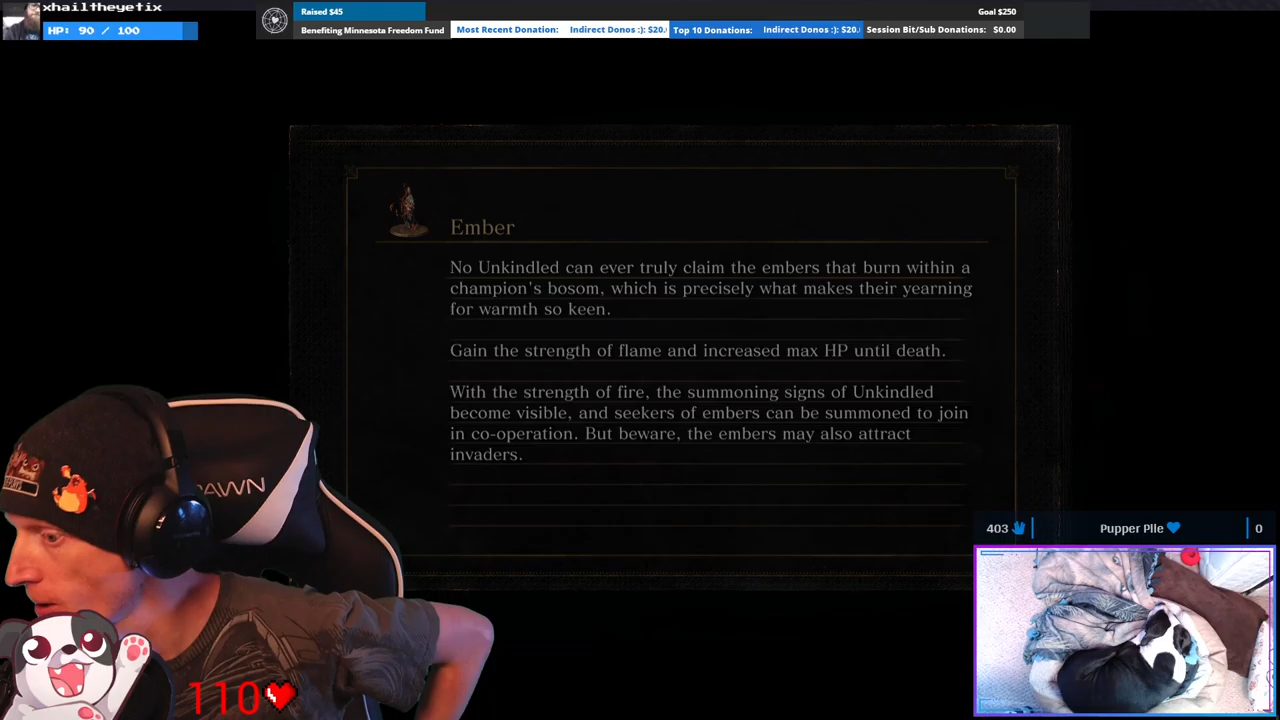 xhailtheyetix
HP: 90 / 100
Raised $45
Goal $250
Benefiting Minnesota Freedom Fund
Most Recent Donation: Indirect Donos :): $20.
Top 10 Donations: Indirect Donos :): $20.
Session Bit/Sub Donations: $0.00
Ember
No Unkindled can ever truly claim the embers that burn within a
champion's bosom, which is precisely what makes their yearning
for warmth so keen.
Gain the strength of flame and increased max HP until death.
With the strength of fire, the summoning signs of Unkindled
become visible, and seekers of embers can be summoned to join
in co-operation. But beware, the embers may also attract
invaders.
AWN
403
Pupper Pile
0
110